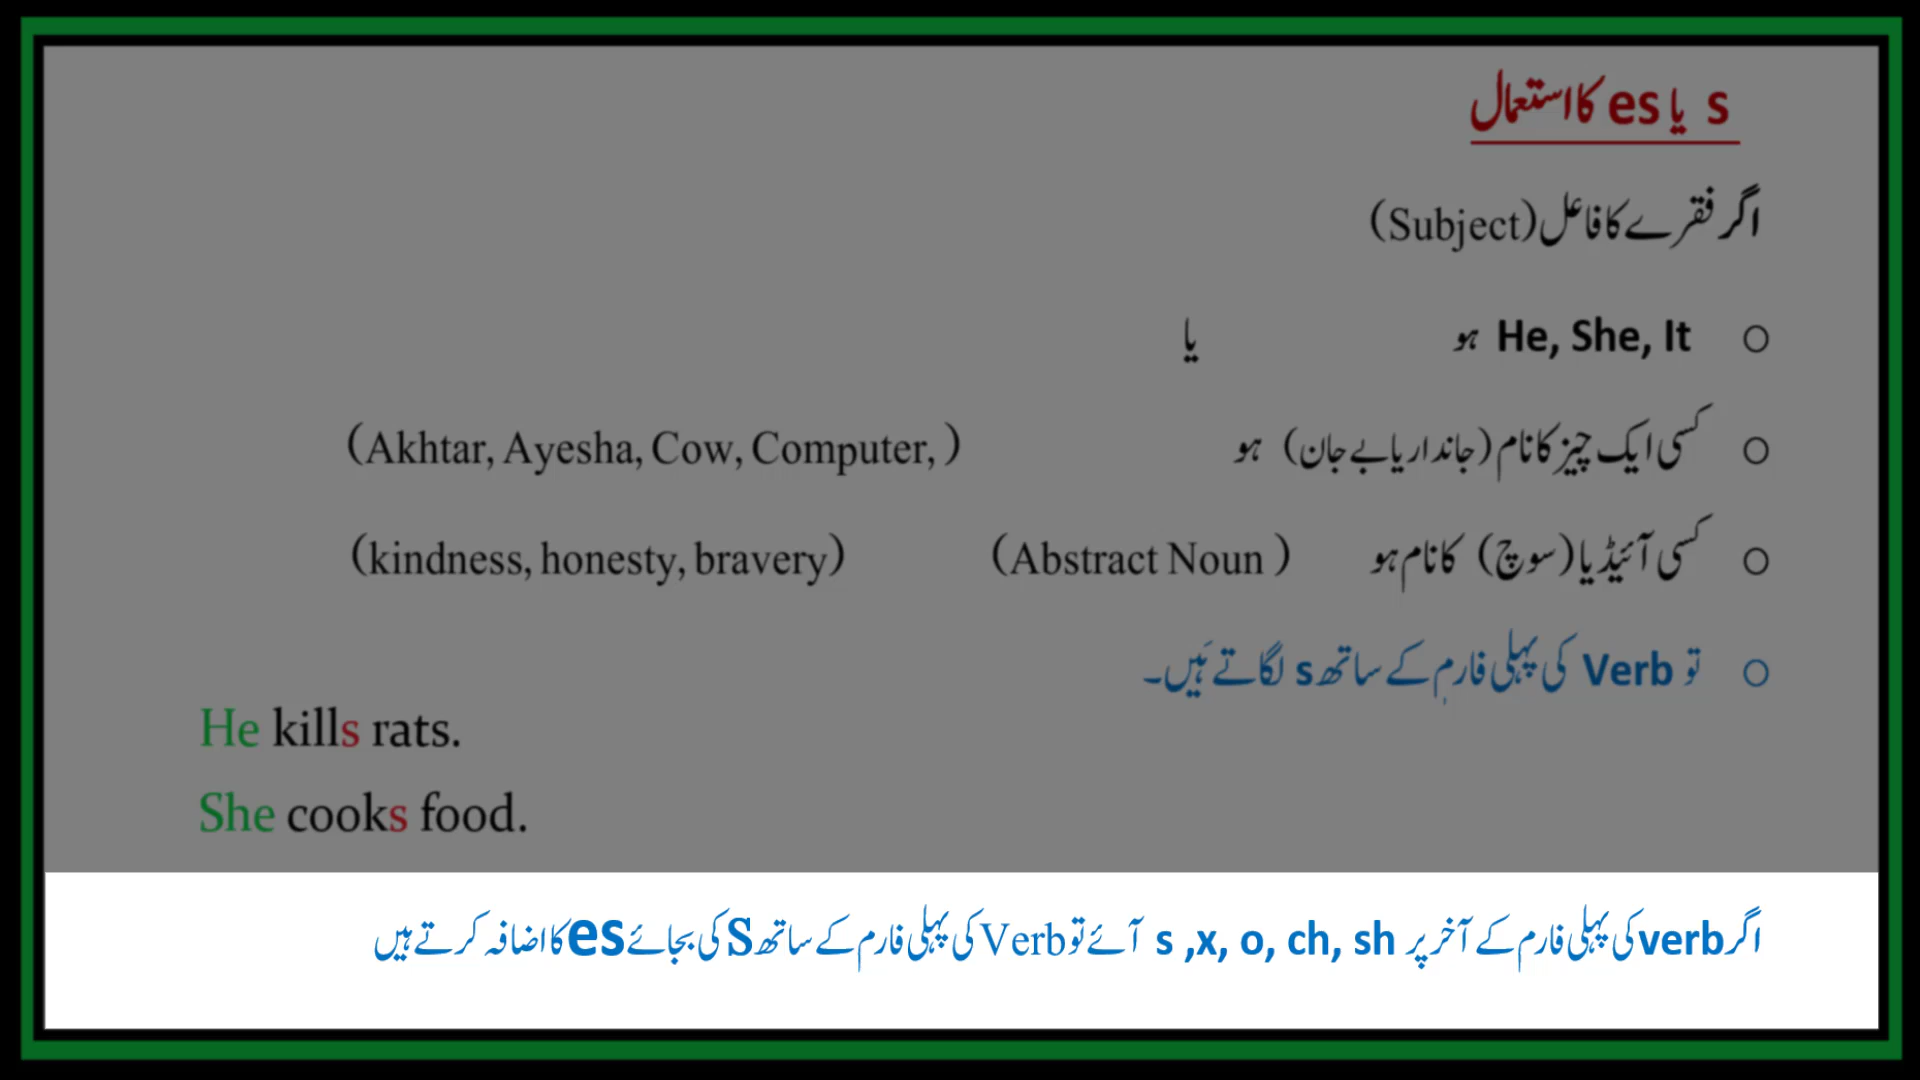 s یا es کا استعمال
اگر فقرے کا فاعل (Subject)
He, She, It ہو یا
کسی ایک چیز کا نام (جاندار یا بے جان) ہو (Akhtar, Ayesha, Cow, Computer, )
کسی آئیڈیا (سوچ) کا نام ہو (Abstract Noun ) (kindness, honesty, bravery)
تو Verb کی پہلی فارم کے ساتھ s لگاتے ہَیں۔
He kills rats.
She cooks food.
اگر verb کی پہلی فارم کے آخر پر s ,x, o, ch, sh آئے تو Verb کی پہلی فارم کے ساتھ S کی بجائے es کا اضافہ کرتے ہیں